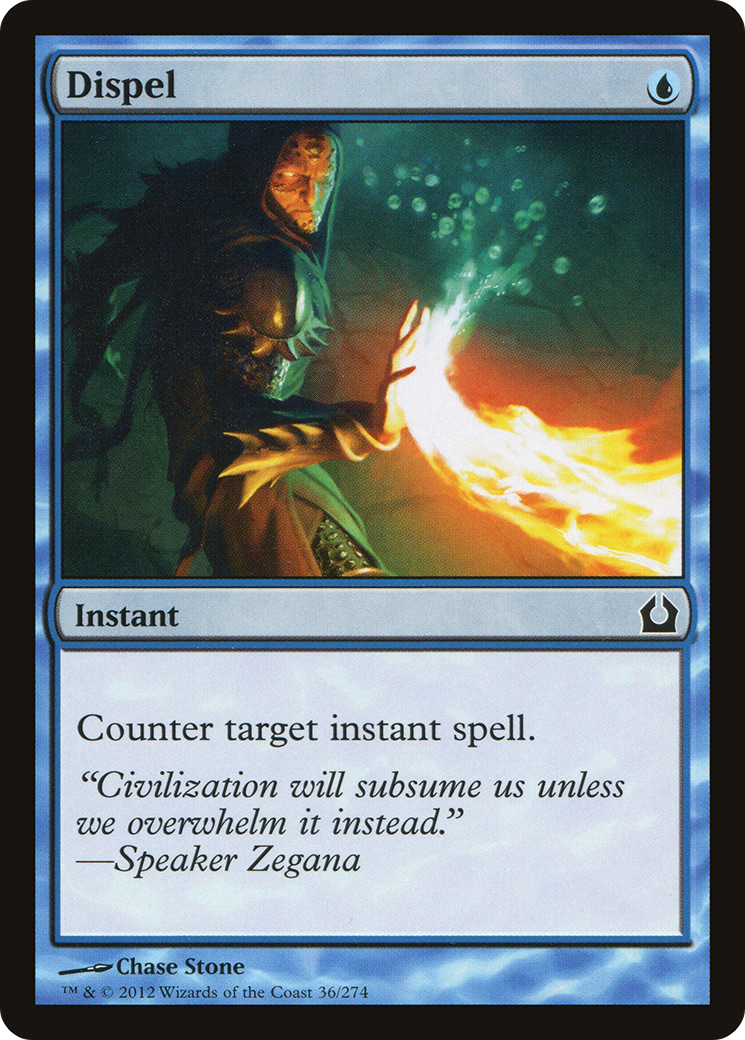 Dispel
Instant
Counter target instant spell.
“Civilization will subsume us unless
we overwhelm it instead.”
—Speaker Zegana
Chase Stone
™ & © 2012 Wizards of the Coast 36/274